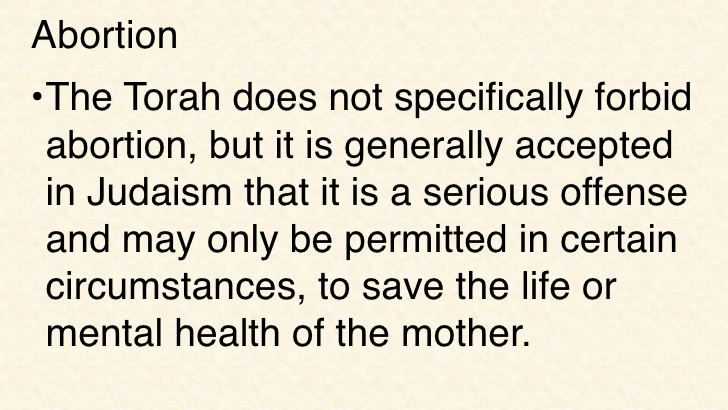 Abortion
•The Torah does not specifically forbid
abortion, but it is generally accepted
in Judaism that it is a serious offense
and may only be permitted in certain
circumstances, to save the life or
mental health of the mother.